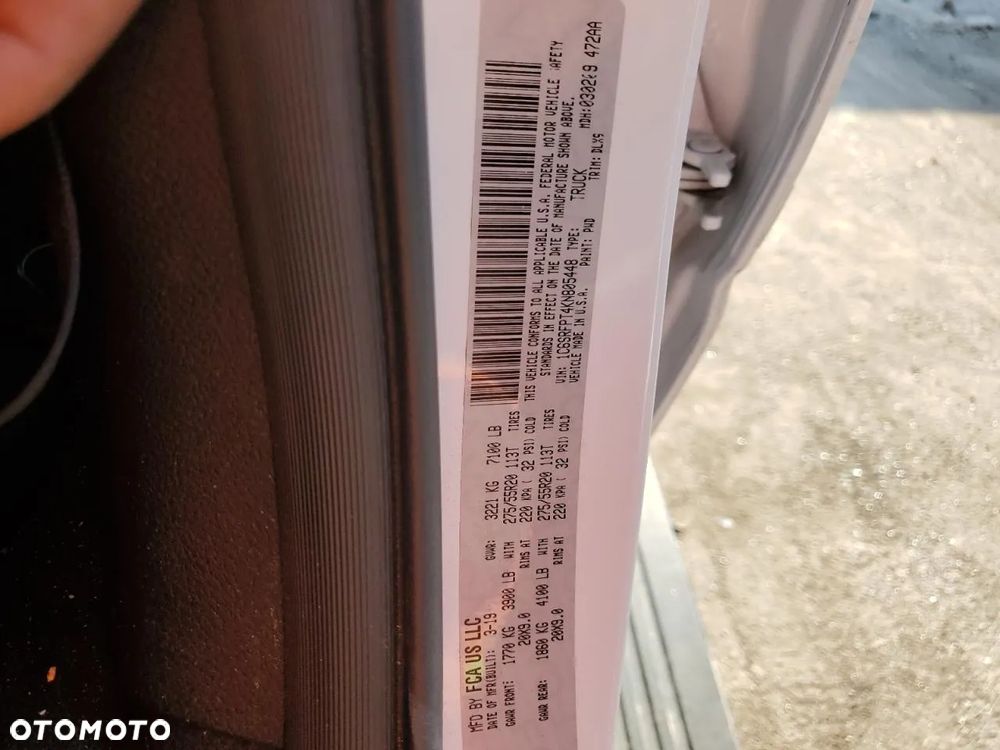 MFD BY FCA US LLC
DATE OF MFR(BUILT): 3-19 GVWR: 3221 KG 7100 LB
GAWR FRONT: 1770 KG 3900 LB WITH 275/55R20 113T TIRES
20X9.0 RIMS AT 220 KPA ( 32 PSI) COLD
GAWR REAR: 1860 KG 4100 LB WITH 275/55R20 113T TIRES
20X9.0 RIMS AT 220 KPA ( 32 PSI) COLD
THIS VEHICLE CONFORMS TO ALL APPLICABLE U.S.A. FEDERAL MOTOR VEHICLE SAFETY
STANDARDS IN EFFECT ON THE DATE OF MANUFACTURE SHOWN ABOVE.
VIN: 1C6SRFPT4KN805448 TYPE: TRUCK MDH: 472AA
VEHICLE MADE IN U.S.A. PAINT: PWD TRIM: DLX9
OTOMOTO